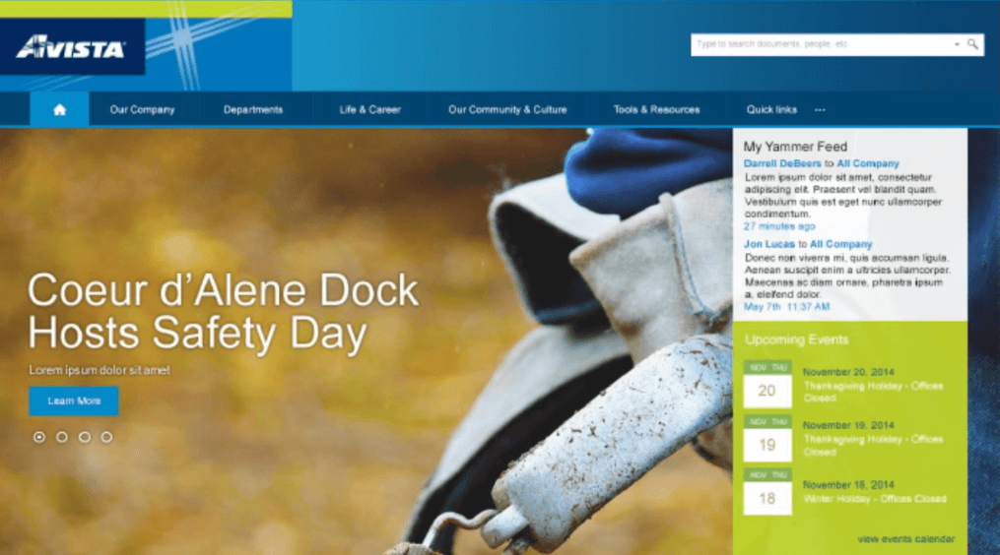 AVISTA
Type to search documents, people, etc
Our Company
Departments
Life & Career
Our Community & Culture
Tools & Resources
Quick links
Coeur d'Alene Dock
Hosts Safety Day
Lorem ipsum dolor sit amet
Learn More
My Yammer Feed
Darrell DeBeers to All Company
Lorem ipsum dolor sit amet, consectetur
adipiscing elit. Praesent vel blandit quam.
Vestibulum quis est eget nunc ullamcorper
condimentum.
27 minutes ago
Jon Lucas to All Company
Donec non viverra mi, quis accumsan ligula.
Aenean suscipit enim a ultricies ullamcorper.
Maecenas ac diam ornare, pharetra ipsum
a, eleifend dolor.
May 7th 11:37 AM
Upcoming Events
NOV THU
20
November 20, 2014
Thanksgiving Holiday - Offices
Closed
NOV THU
19
November 19, 2014
Thanksgiving Holiday - Offices
Closed
NOV THU
18
November 18, 2014
Winter Holiday - Offices Closed
view events calendar